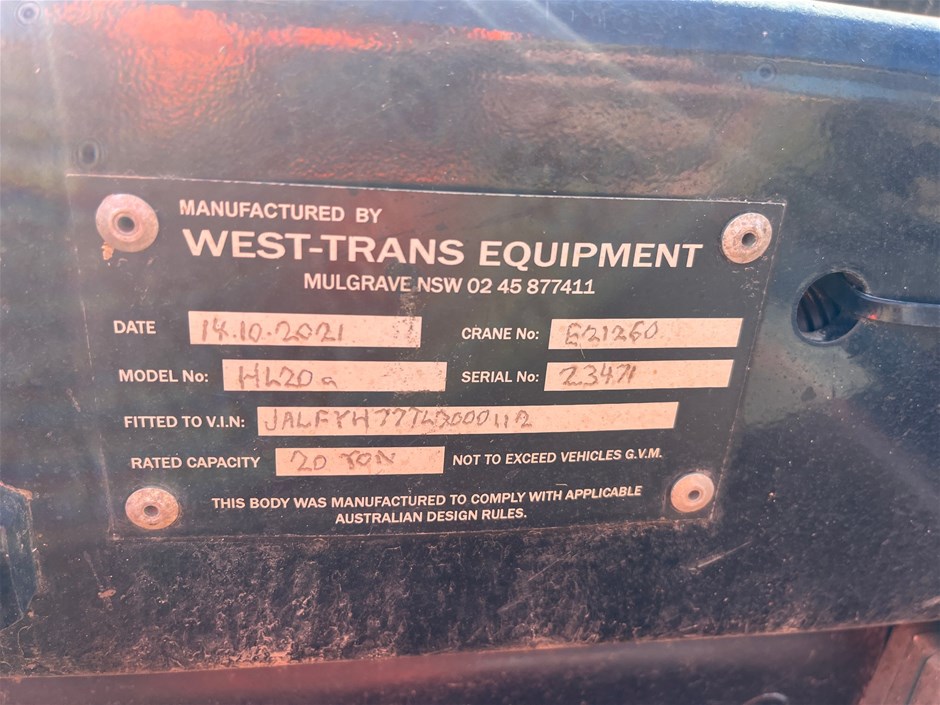 MANUFACTURED BY
WEST-TRANS EQUIPMENT
MULGRAVE NSW 02 45 877411
DATE 14.10.2021 CRANE No: E21260
MODEL No: HL20a SERIAL No: 23471
FITTED TO V.I.N:
RATED CAPACITY 20 TON NOT TO EXCEED VEHICLES G.V.M.
THIS BODY WAS MANUFACTURED TO COMPLY WITH APPLICABLE
AUSTRALIAN DESIGN RULES.